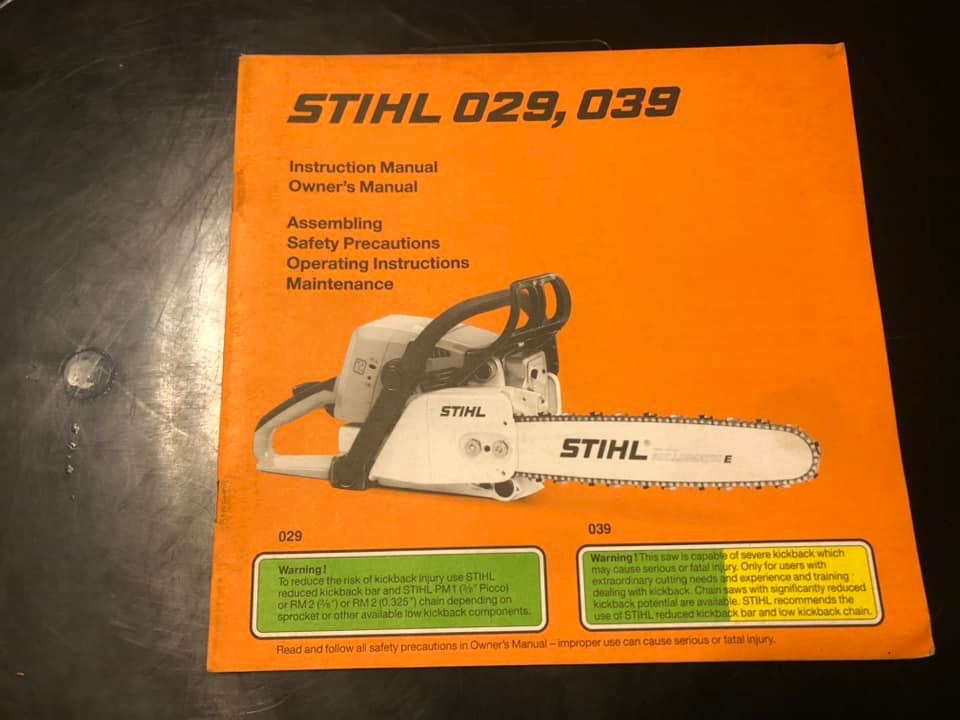 STIHL 029, 039
Instruction Manual
Owner's Manual
Assembling
Safety Precautions
Operating Instructions
Maintenance
STIHL
STIHL® E
029
039
Warning!
To reduce the risk of kickback injury use STIHL
reduced kickback bar and STIHL PM1 (3/8" Picco)
or RM2 (3/8") or RM2 (0.325") chain depending on
sprocket or other available low kickback components.
Warning! This saw is capable of severe kickback which
may cause serious or fatal injury. Only for users with
extraordinary cutting needs and experience and training
dealing with kickback. Chain saws with significantly reduced
kickback potential are available. STIHL recommends the
use of STIHL reduced kickback bar and low kickback chain.
Read and follow all safety precautions in Owner's Manual – improper use can cause serious or fatal injury.